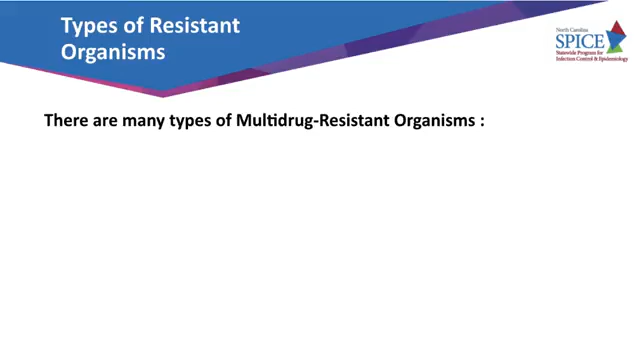 Types of Resistant
Organisms
North Carolina
SPICE
Statewide Program for
Infection Control & Epidemiology
There are many types of Multidrug-Resistant Organisms :